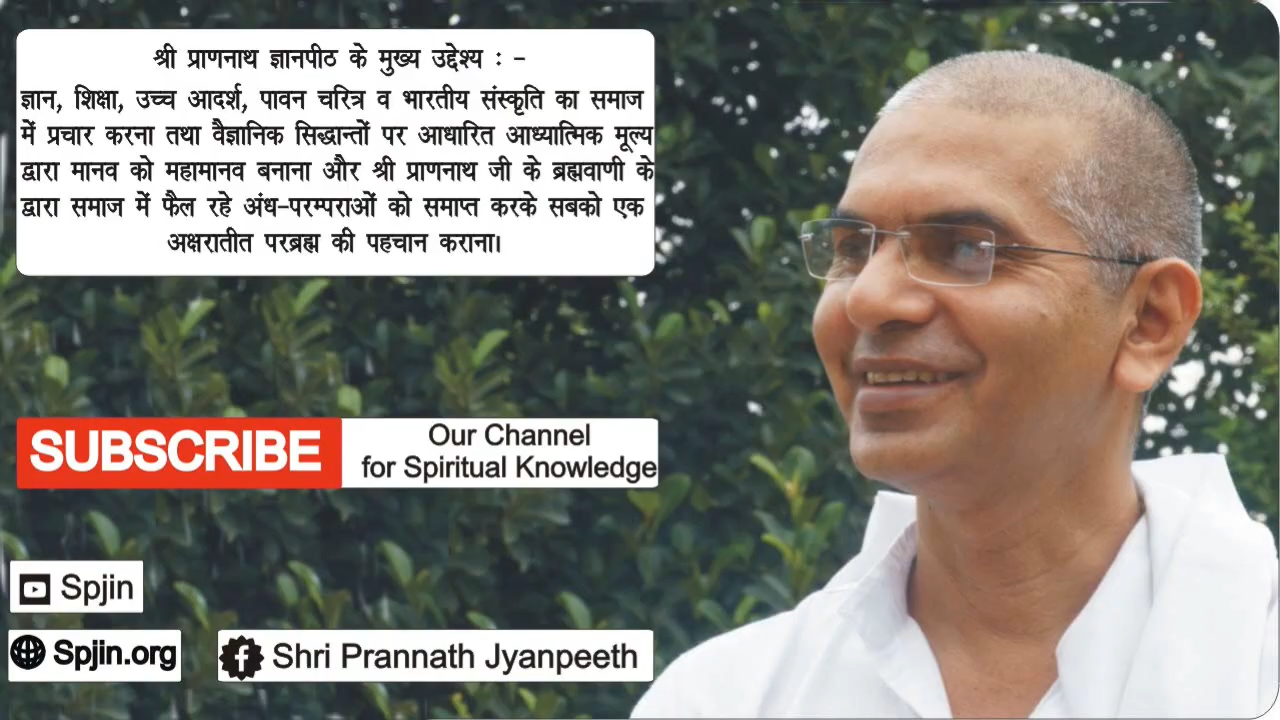 श्री प्राणनाथ ज्ञानपीठ के मुख्य उद्देश्य : -
ज्ञान, शिक्षा, उच्च आदर्श, पावन चरित्र व भारतीय संस्कृति का समाज
में प्रचार करना तथा वैज्ञानिक सिद्धान्तों पर आधारित आध्यात्मिक मूल्य
द्वारा मानव को महामानव बनाना और श्री प्राणनाथ जी के ब्रह्मवाणी के
द्वारा समाज में फैल रहे अंध-परम्पराओं को समाप्त करके सबको एक
अक्षरातीत परब्रह्म की पहचान कराना।
SUBSCRIBE
Our Channel
for Spiritual Knowledge
Spjin
Spjin.org
Shri Prannath Jyanpeeth